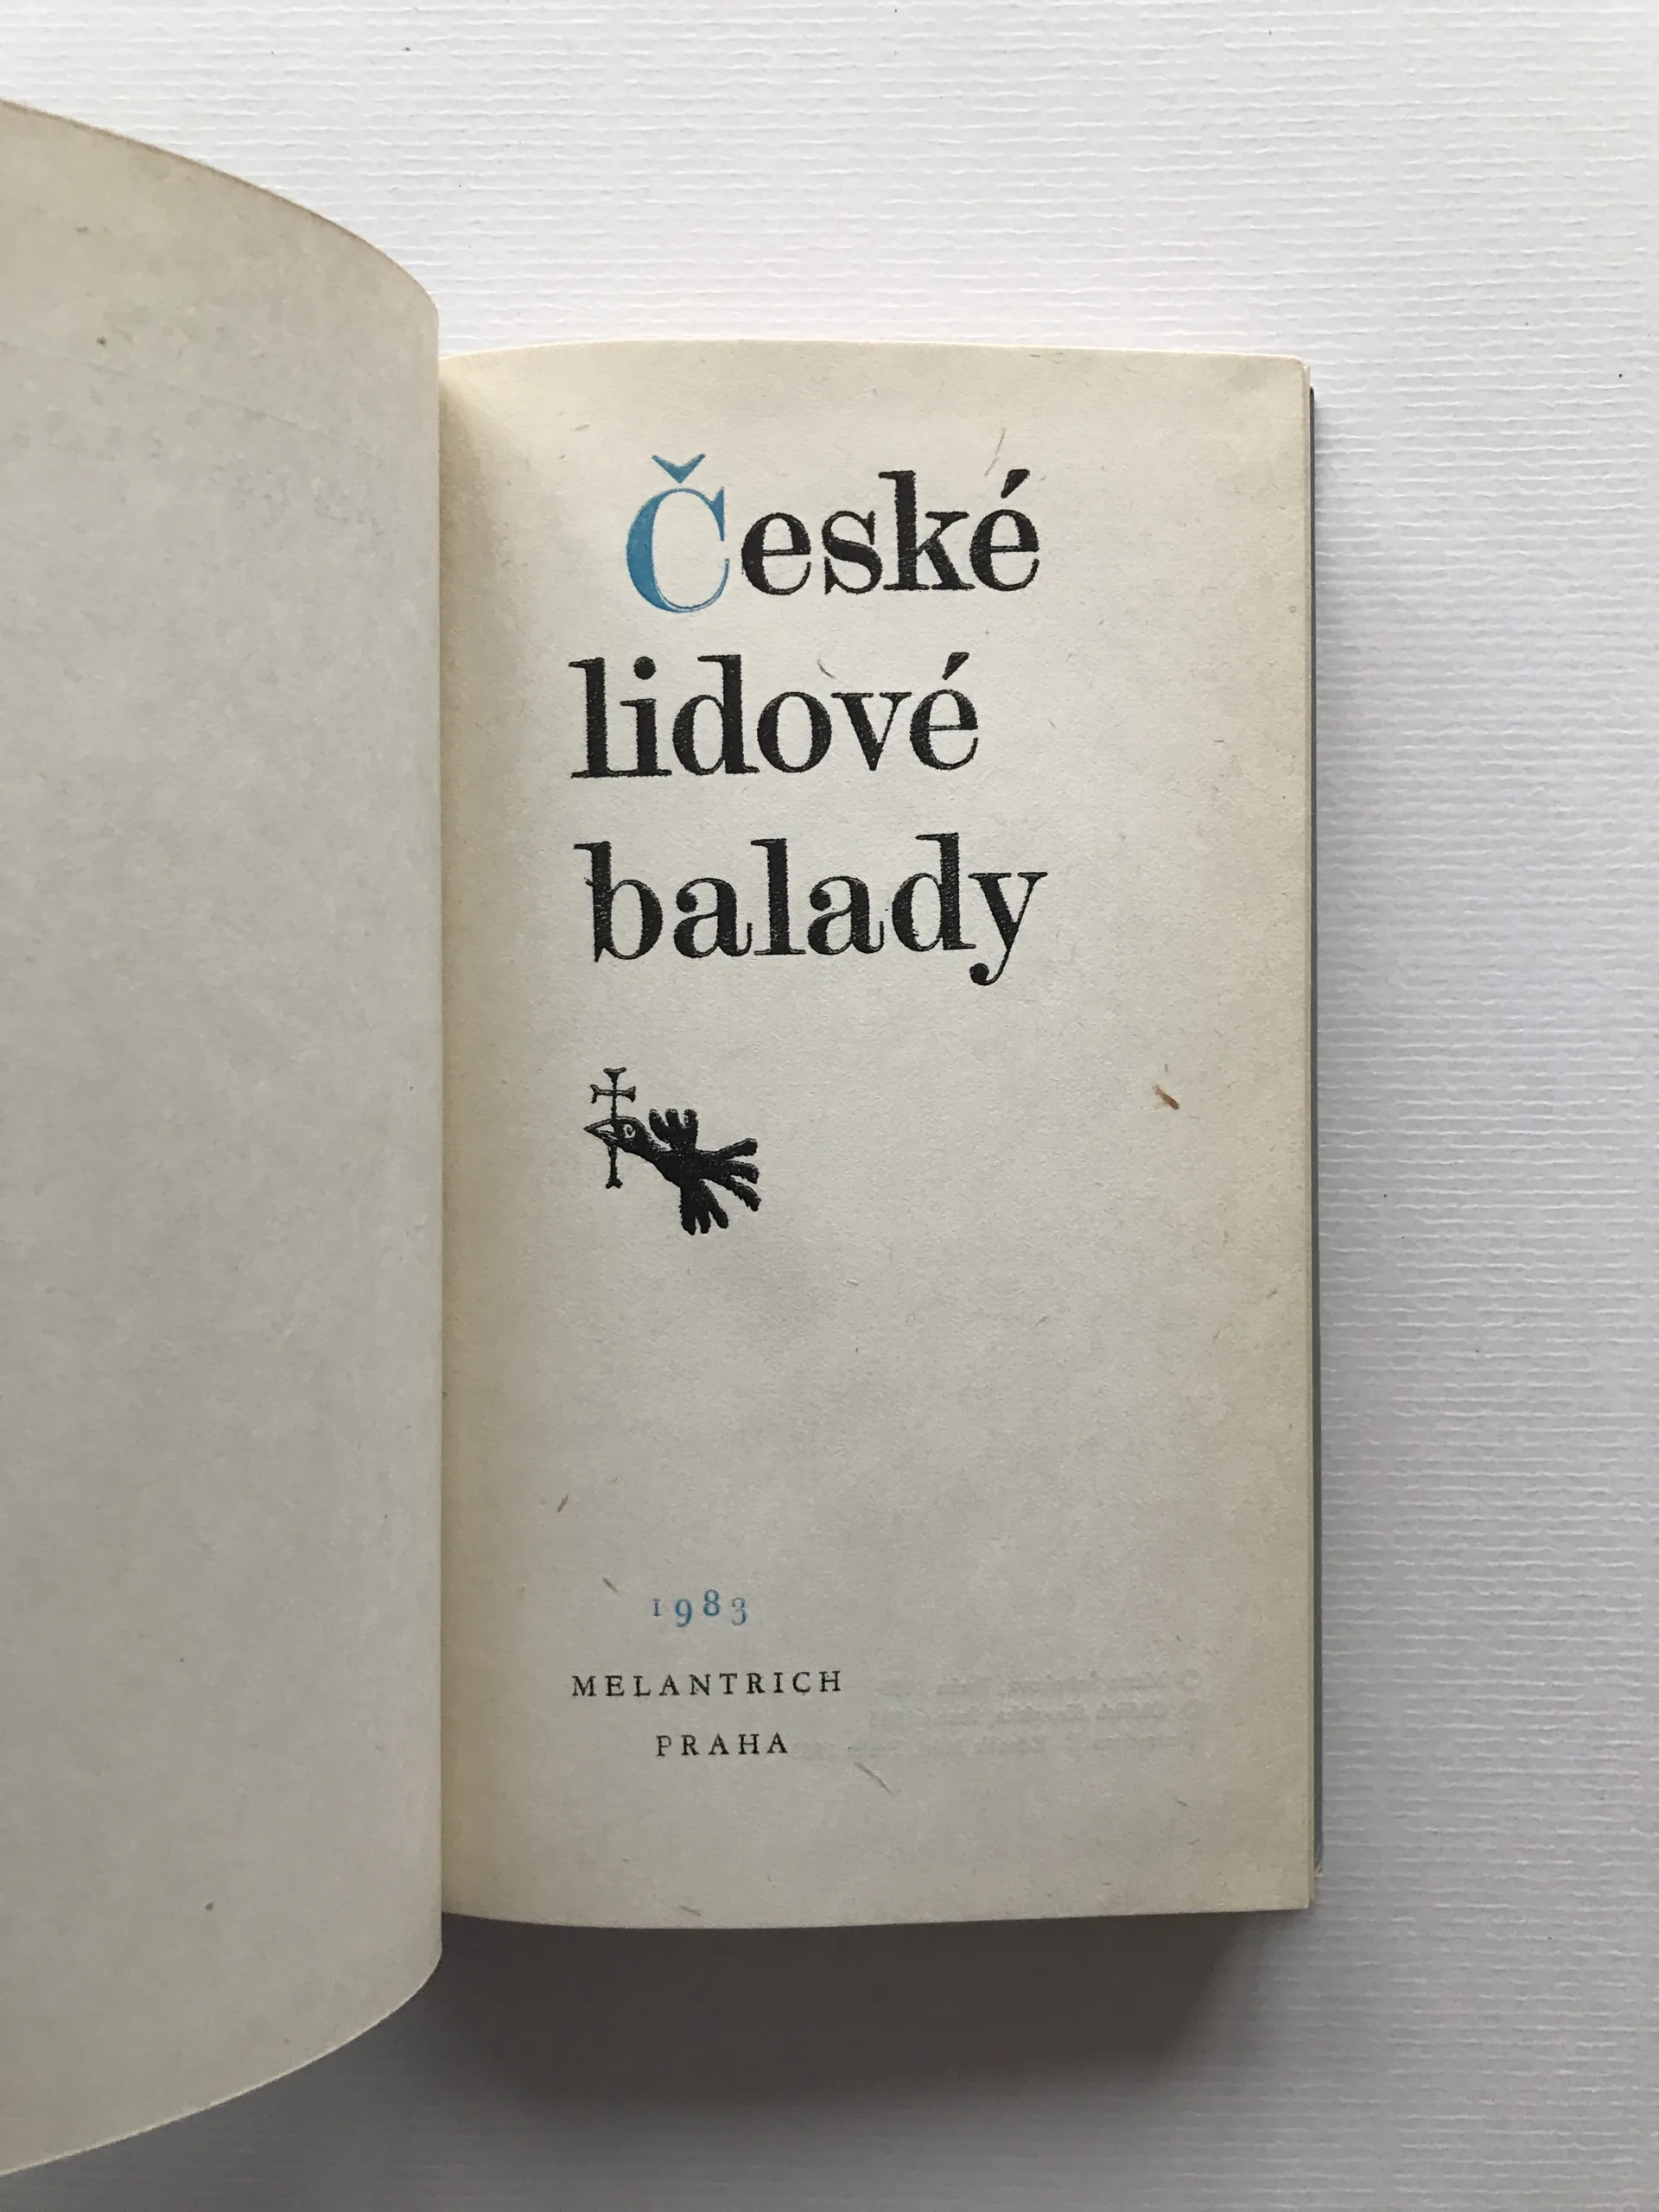 České
lidové
balady
1983
MELANTRICH
PRAHA